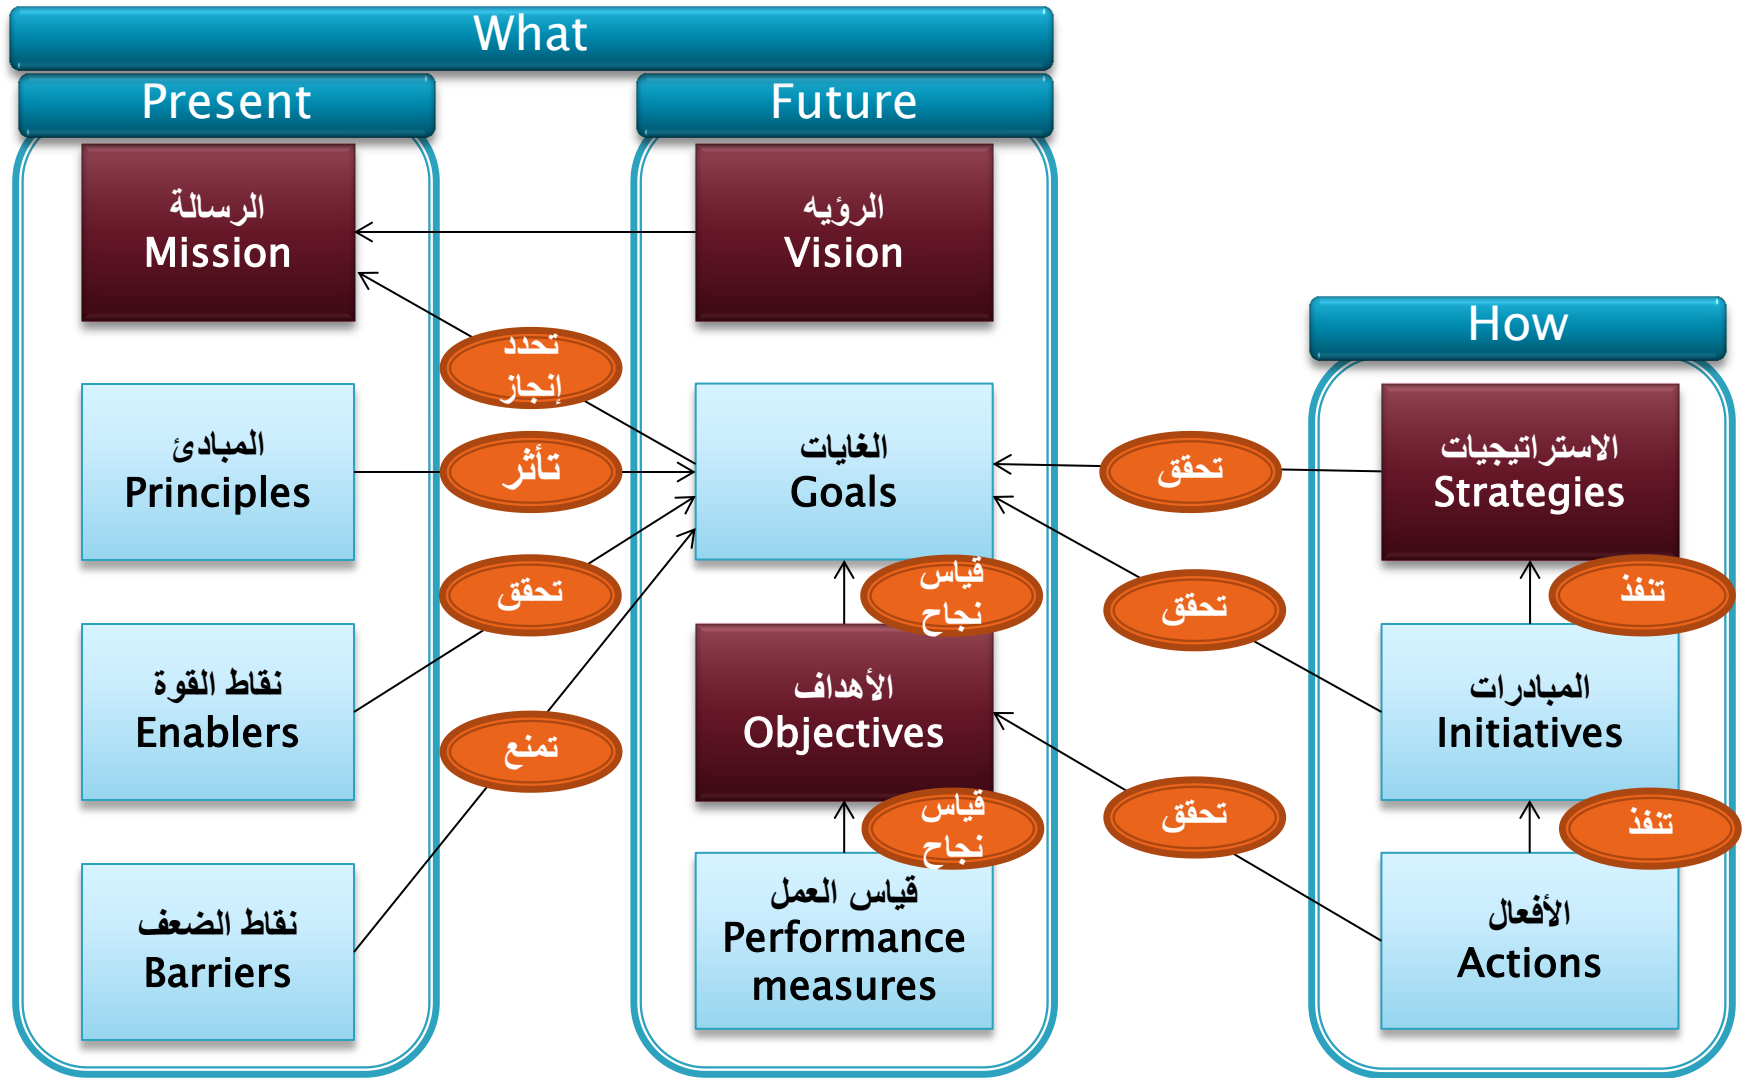 What
Present
Future
الرسالة
Mission
الرؤيه
Vision
How
تحدد
إنجاز
المبادئ
Principles
تأثر
الغايات
Goals
تحقق
الاستراتيجيات
Strategies
تحقق
قياس
نجاح
تحقق
تنفذ
نقاط القوة
Enablers
الأهداف
Objectives
المبادرات
Initiatives
تمنع
قياس
نجاح
تحقق
تنفذ
نقاط الضعف
Barriers
قياس العمل
Performance
measures
الأفعال
Actions